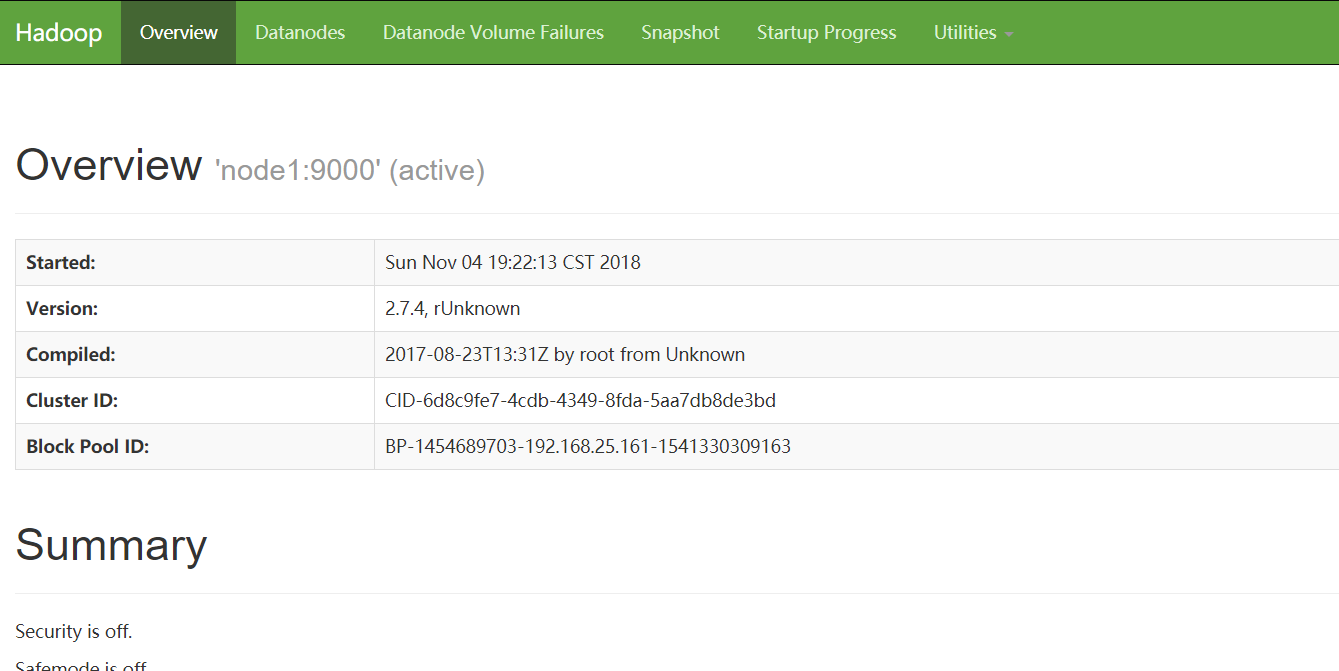 Hadoop Overview Datanodes Datanode Volume Failures Snapshot Startup Progress Utilities
Overview 'node1:9000' (active)
Started: Sun Nov 04 19:22:13 CST 2018
Version: 2.7.4, rUnknown
Compiled: 2017-08-23T13:31Z by root from Unknown
Cluster ID: CID-6d8c9fe7-4cdb-4349-8fda-5aa7db8de3bd
Block Pool ID: BP-1454689703-192.168.25.161-1541330309163
Summary
Security is off.
Safemode is off.